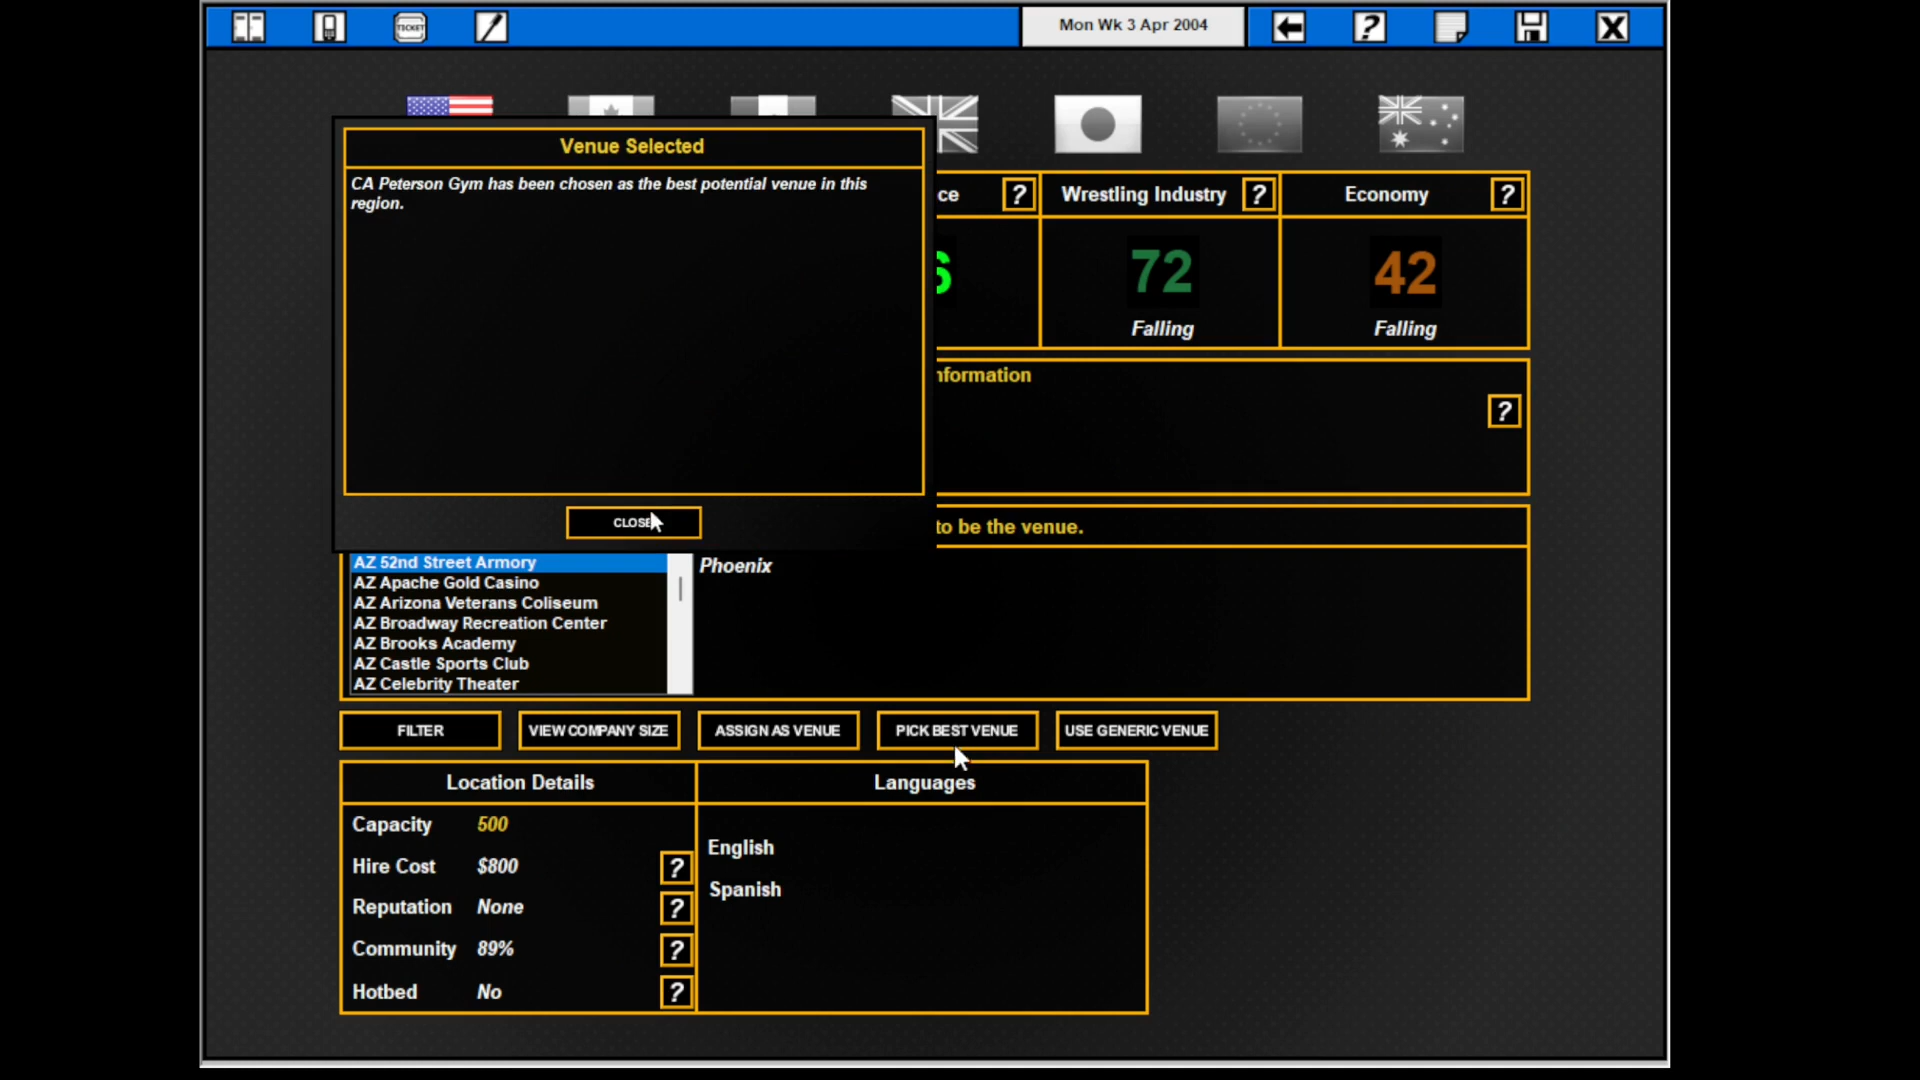 TICKET
Mon Wk 3 Apr 2004
?
X
Venue Selected
CA Peterson Gym has been chosen as the best potential venue in this
region.
CLOSE
?
Wrestling Industry ?
Economy ?
72
42
Falling
Falling
?
to be the venue.
AZ 52nd Street Armory
AZ Apache Gold Casino
AZ Arizona Veterans Coliseum
AZ Broadway Recreation Center
AZ Brooks Academy
AZ Castle Sports Club
AZ Celebrity Theater
Phoenix
FILTER
VIEW COMPANY SIZE
ASSIGN AS VENUE
PICK BEST VENUE
USE GENERIC VENUE
Location Details
Languages
Capacity 500
Hire Cost $800 ?
Reputation None ?
Community 89% ?
Hotbed No ?
English
Spanish